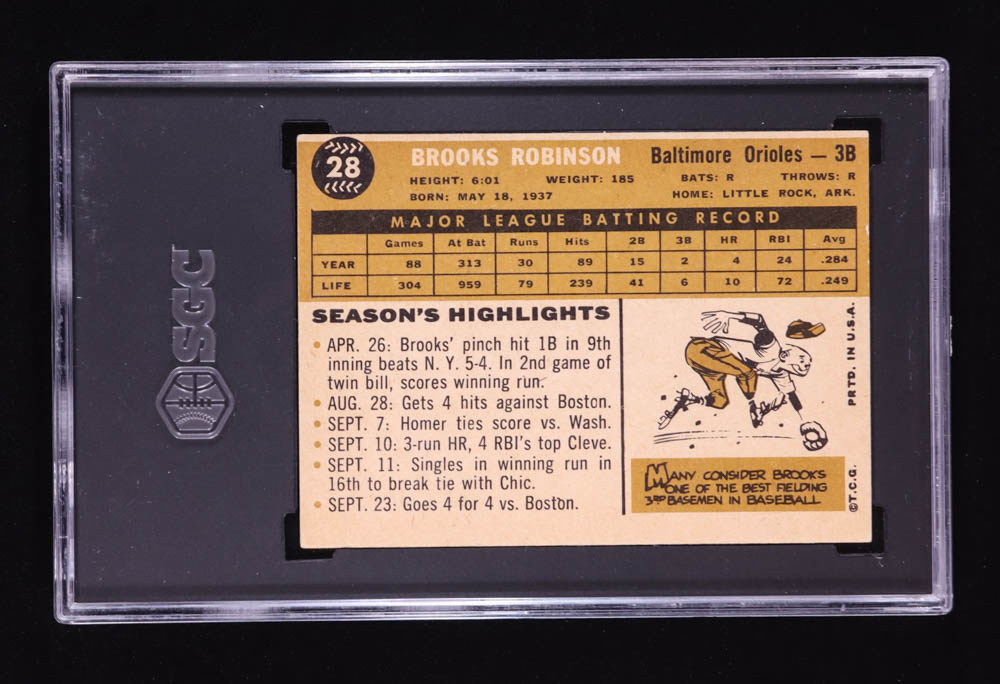 SGC
28
BROOKS ROBINSON Baltimore Orioles — 3B
HEIGHT: 6:01 WEIGHT: 185 BATS: R THROWS: R
BORN: MAY 18, 1937 HOME: LITTLE ROCK, ARK.
MAJOR LEAGUE BATTING RECORD
Games At Bat Runs Hits 2B 3B HR RBI Avg
YEAR 88 313 30 89 15 2 4 24 .284
LIFE 304 959 79 239 41 6 10 72 .249
SEASON'S HIGHLIGHTS
• APR. 26: Brooks' pinch hit 1B in 9th
inning beats N. Y. 5-4. In 2nd game of
twin bill, scores winning run.
• AUG. 28: Gets 4 hits against Boston.
• SEPT. 7: Homer ties score vs. Wash.
• SEPT. 10: 3-run HR, 4 RBI's top Cleve.
• SEPT. 11: Singles in winning run in
16th to break tie with Chic.
• SEPT. 23: Goes 4 for 4 vs. Boston.
MANY CONSIDER BROOKS
ONE OF THE BEST FIELDING
3RD BASEMEN IN BASEBALL
©T.C.G. PRTD. IN U.S.A.